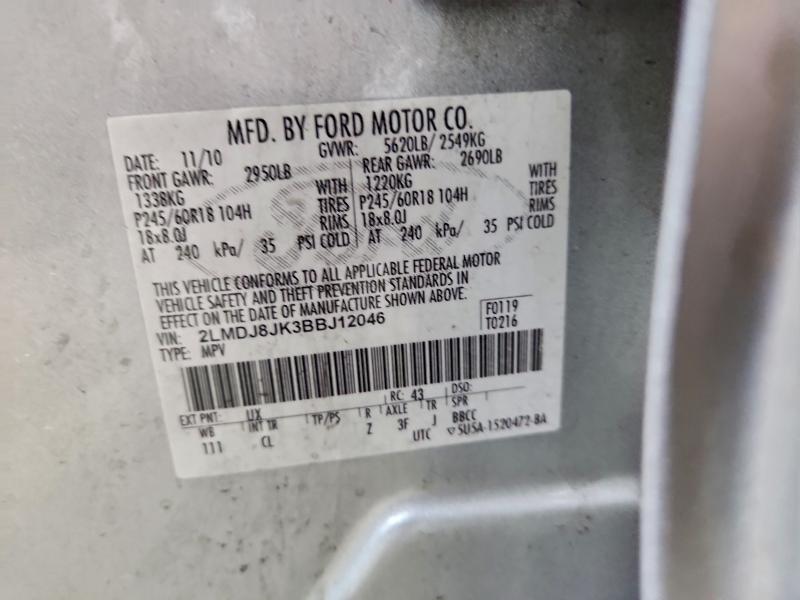 MFD. BY FORD MOTOR CO.
DATE: 11/10 GVWR: 5620LB/ 2549KG
FRONT GAWR: 2950LB REAR GAWR: 2690LB
1338KG WITH 1220KG WITH
P245/60R18 104H TIRES P245/60R18 104H TIRES
18x8.0J RIMS 18x8.0J RIMS
AT 240 kPa/ 35 PSI COLD AT 240 kPa/ 35 PSI COLD
THIS VEHICLE CONFORMS TO ALL APPLICABLE FEDERAL MOTOR
VEHICLE SAFETY AND THEFT PREVENTION STANDARDS IN
EFFECT ON THE DATE OF MANUFACTURE SHOWN ABOVE.
VIN: 2LMDJ8JK3BBJ12046 F0119
TYPE: MPV T0216
EXT PNT: UX RC: 43 DSO:
WB INT TR TP/PS R AXLE TR SPR
111 CL Z 3F J BBCC
UTC 5U5A-1520472-BA